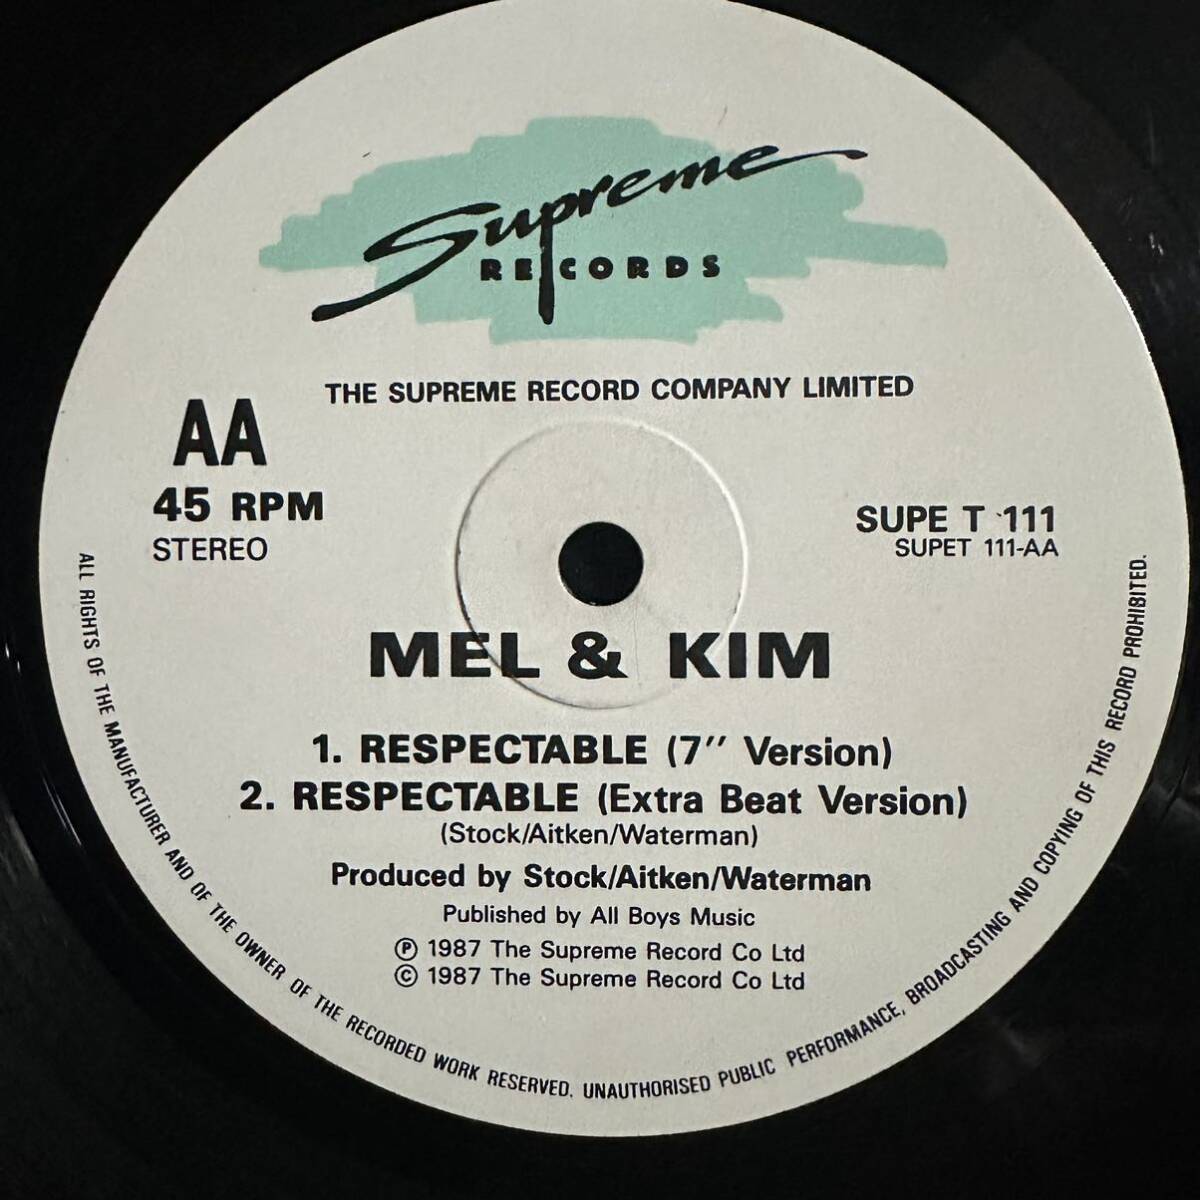 Supreme
RECORDS
THE SUPREME RECORD COMPANY LIMITED
AA
45 RPM
STEREO
SUPE T 111
SUPET 111-AA
MEL & KIM
1. RESPECTABLE (7″ Version)
2. RESPECTABLE (Extra Beat Version)
(Stock/Aitken/Waterman)
Produced by Stock/Aitken/Waterman
Published by All Boys Music
℗ 1987 The Supreme Record Co Ltd
© 1987 The Supreme Record Co Ltd
ALL RIGHTS OF THE MANUFACTURER AND OF THE OWNER OF THE RECORDED WORK RESERVED. UNAUTHORISED PUBLIC PERFORMANCE, BROADCASTING AND COPYING OF THIS RECORD PROHIBITED.